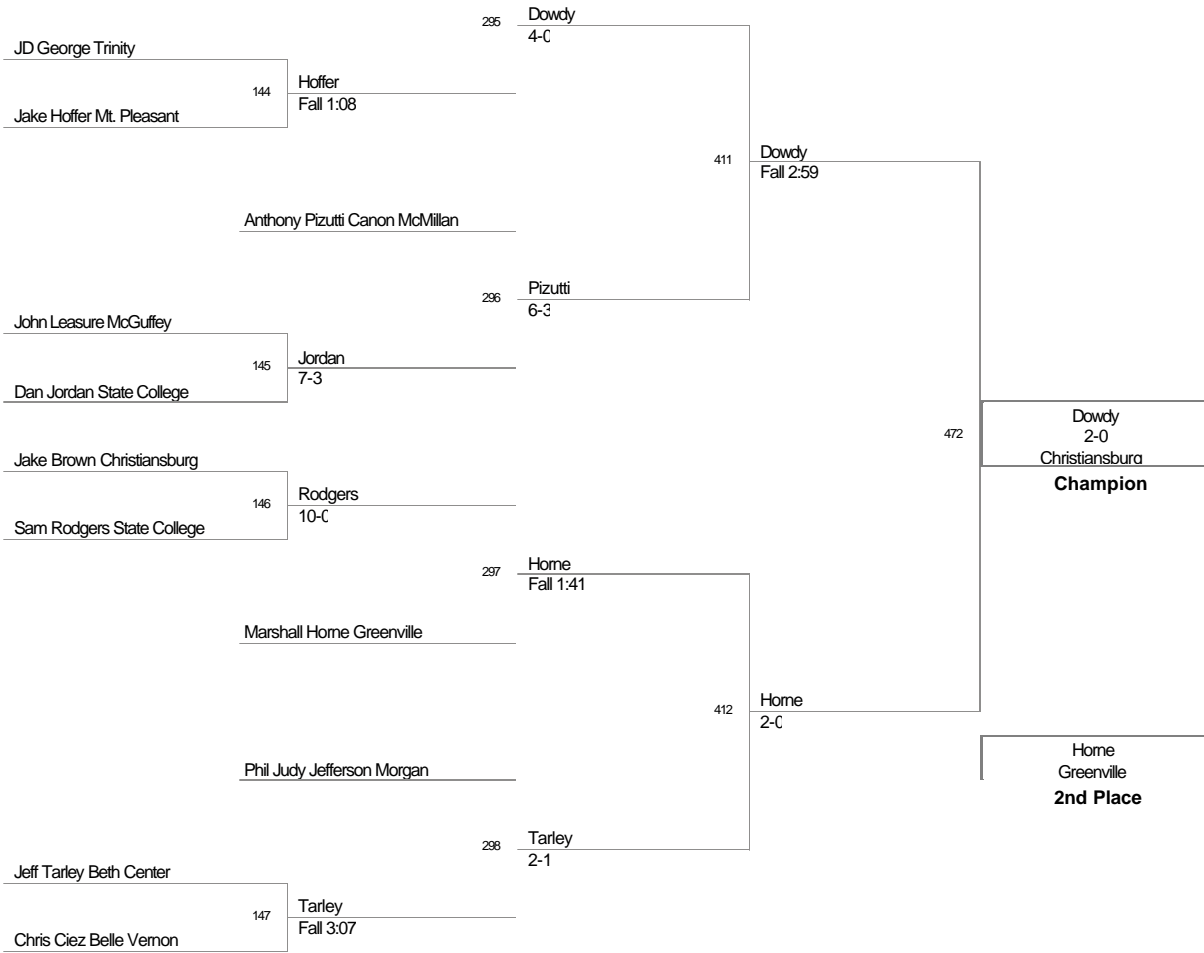 295
Dowdy
4-0
JD George Trinity
144
Hoffer
Fall 1:08
Jake Hoffer Mt. Pleasant
411
Dowdy
Fall 2:59
Anthony Pizutti Canon McMillan
296
Pizutti
6-3
John Leasure McGuffey
145
Jordan
7-3
Dan Jordan State College
472
Dowdy
2-0
Christiansburg
Champion
Jake Brown Christiansburg
146
Rodgers
10-0
Sam Rodgers State College
297
Horne
Fall 1:41
Marshall Horne Greenville
412
Horne
2-0
Phil Judy Jefferson Morgan
Horne
Greenville
2nd Place
298
Tarley
2-1
Jeff Tarley Beth Center
147
Tarley
Fall 3:07
Chris Ciez Belle Vernon